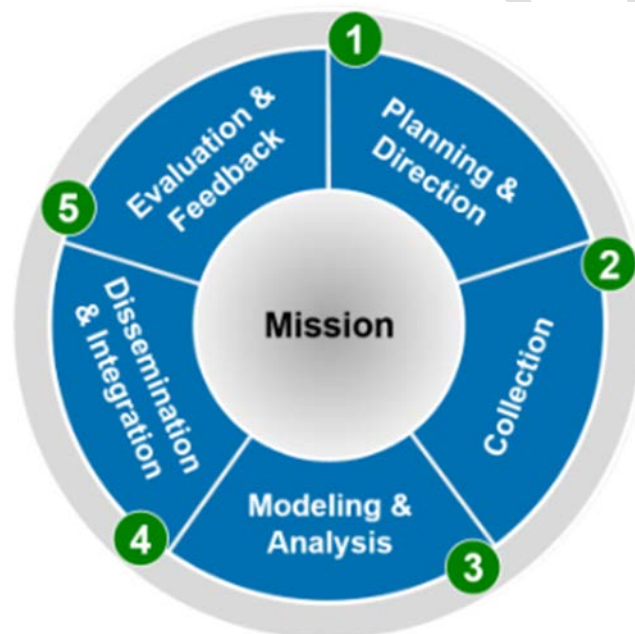 1
Planning &
Direction
2
Collection
3
Modeling &
Analysis
4
Dissemination
& Integration
5
Evaluation &
Feedback
Mission